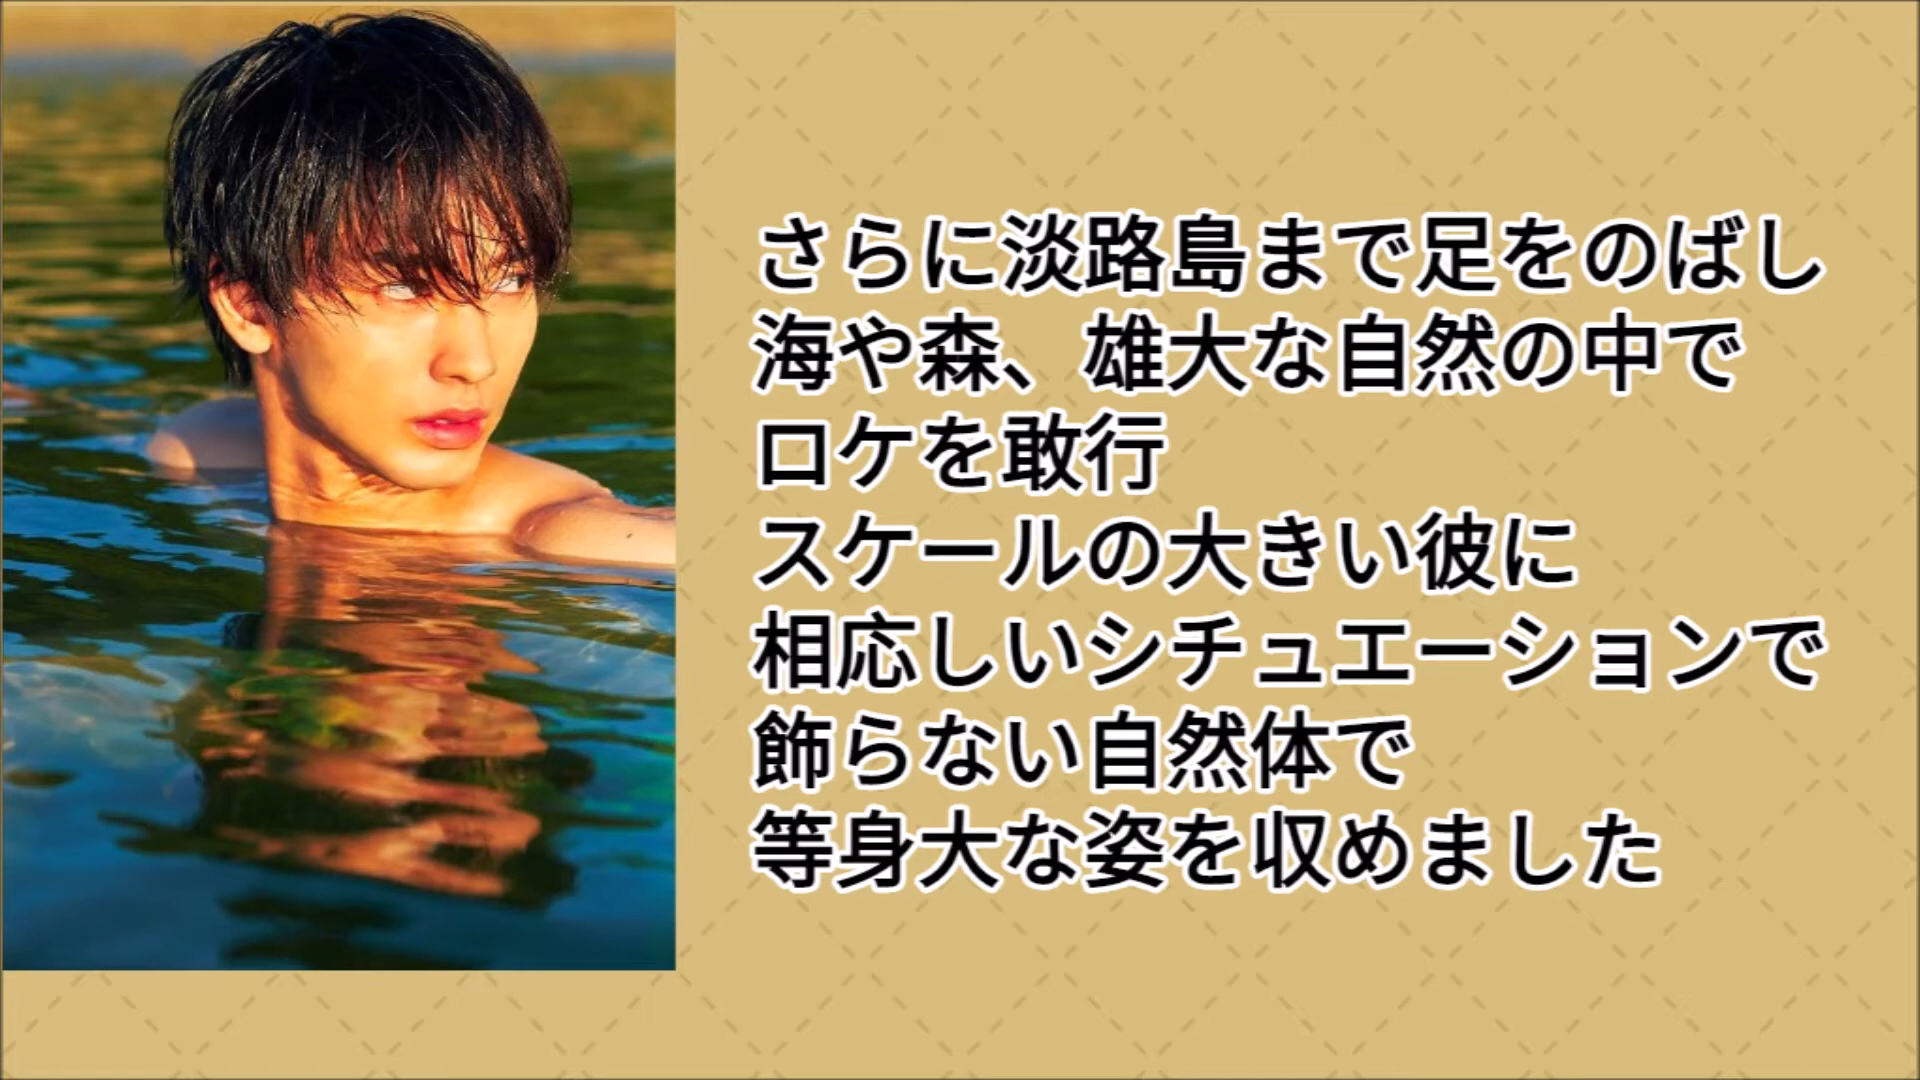 さらに淡路島まで足をのばし
海や森、雄大な自然の中で
ロケを敢行
スケールの大きい彼に
相応しいシチュエーションで
飾らない自然体で
等身大な姿を収めました